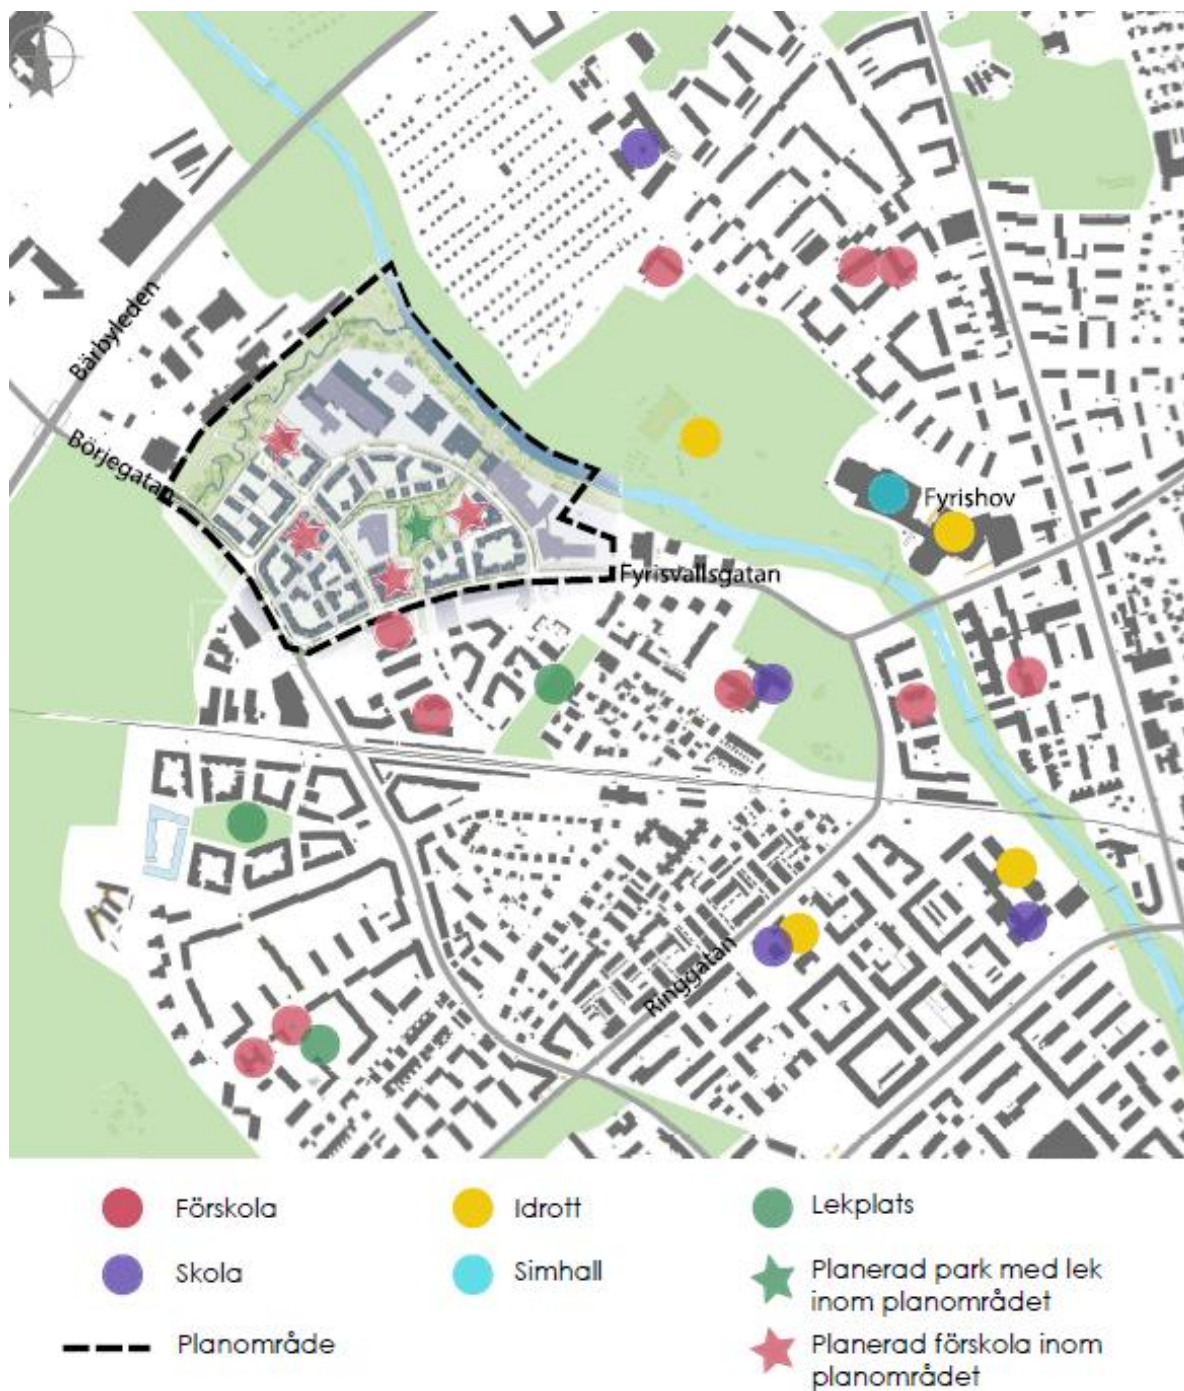 Bärbyleden
Börjegatan
Fyrishov
Fyrisvallsgatan
Ringgatan
Förskola
Idrott
Lekplats
Skola
Simhall
Planerad park med lek
inom planområdet
Planområde
Planerad förskola inom
planområdet